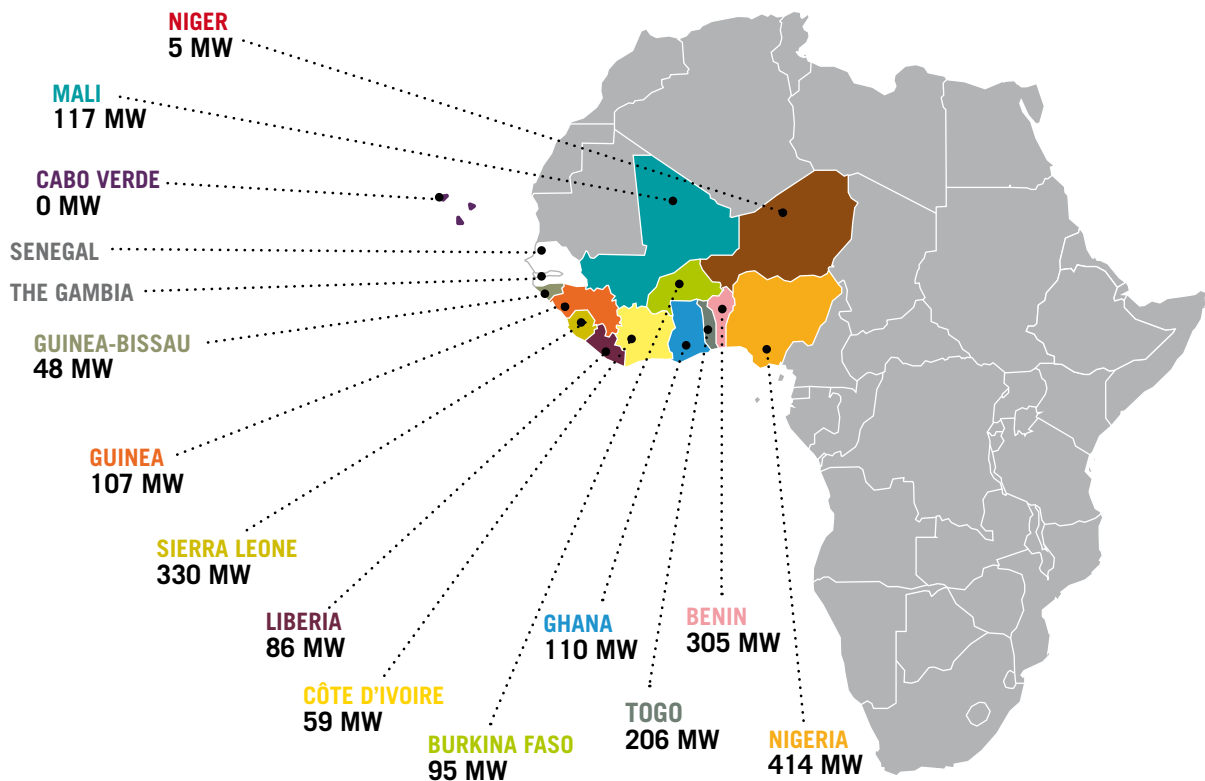 NIGER
5 MW
MALI
117 MW
CABO VERDE
0 MW
SENEGAL
THE GAMBIA
GUINEA-BISSAU
48 MW
GUINEA
107 MW
SIERRA LEONE
330 MW
LIBERIA
86 MW
CÔTE D'IVOIRE
59 MW
BURKINA FASO
95 MW
GHANA
110 MW
TOGO
206 MW
BENIN
305 MW
NIGERIA
414 MW